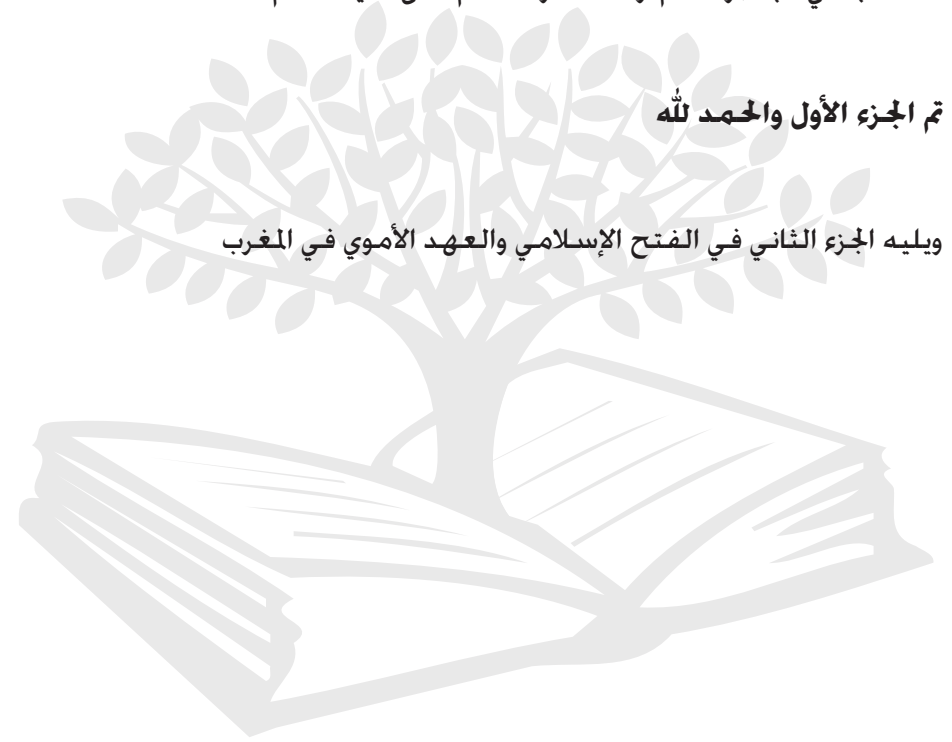 تم الجزء الأول والحمد لله
ويليه الجزء الثاني في الفتح الإسلامي والعهد الأموي في المغرب